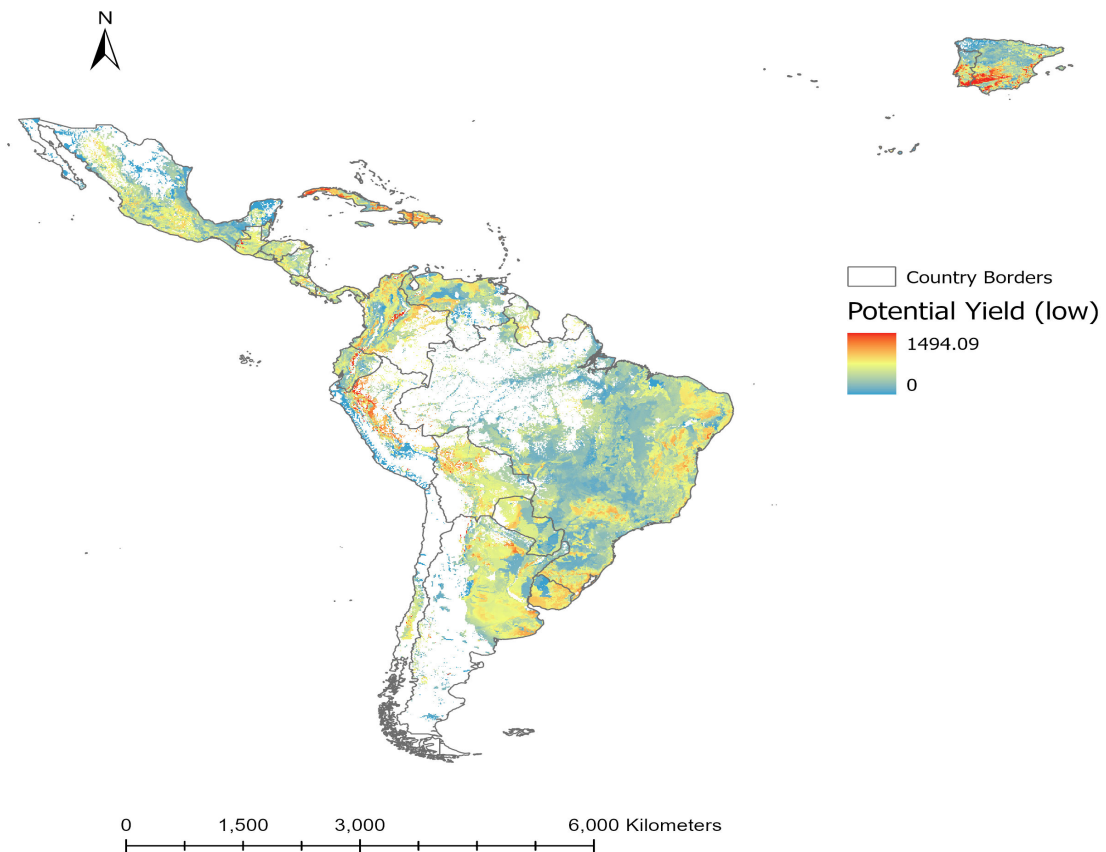 N
Country Borders
Potential Yield (low)
1494.09
0
0 1,500 3,000 6,000 Kilometers